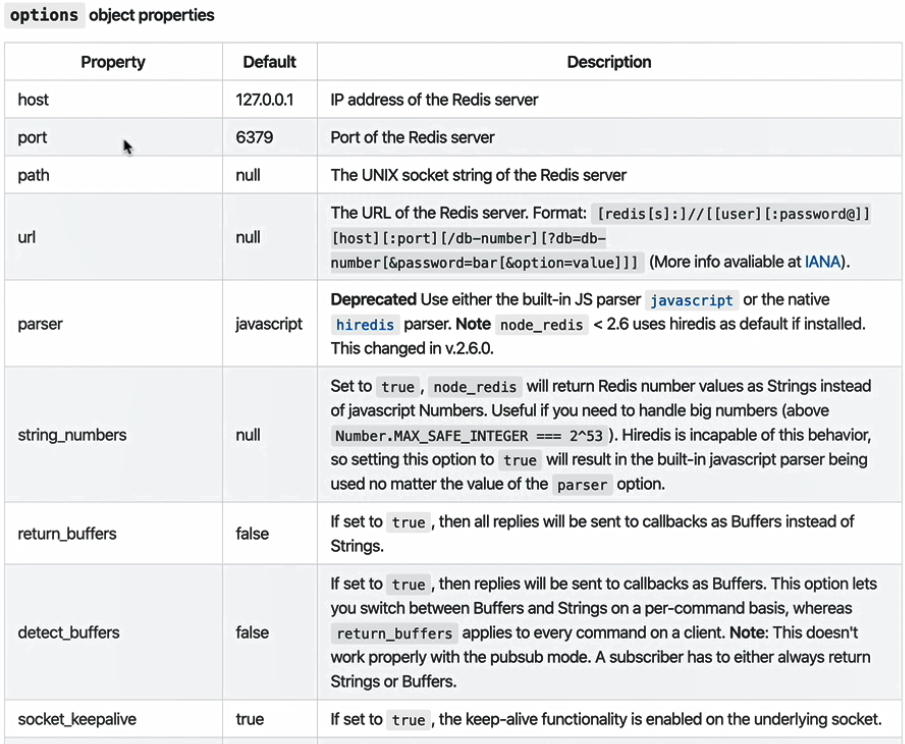 options object properties
Property Default Description
host 127.0.0.1 IP address of the Redis server
port 6379 Port of the Redis server
path null The UNIX socket string of the Redis server
url null The URL of the Redis server. Format: [redis[s]:]//[[user][:password@]]
[host][:port][/db-number][?db=db-
number[&password=bar[&option=value]]] (More info avaliable at IANA).
parser javascript Deprecated Use either the built-in JS parser javascript or the native
hiredis parser. Note node_redis < 2.6 uses hiredis as default if installed.
This changed in v.2.6.0.
string_numbers null Set to true, node_redis will return Redis number values as Strings instead
of javascript Numbers. Useful if you need to handle big numbers (above
Number.MAX_SAFE_INTEGER === 2^53). Hiredis is incapable of this behavior,
so setting this option to true will result in the built-in javascript parser being
used no matter the value of the parser option.
return_buffers false If set to true, then all replies will be sent to callbacks as Buffers instead of
Strings.
detect_buffers false If set to true, then replies will be sent to callbacks as Buffers. This option lets
you switch between Buffers and Strings on a per-command basis, whereas
return_buffers applies to every command on a client. Note: This doesn't
work properly with the pubsub mode. A subscriber has to either always return
Strings or Buffers.
socket_keepalive true If set to true, the keep-alive functionality is enabled on the underlying socket.